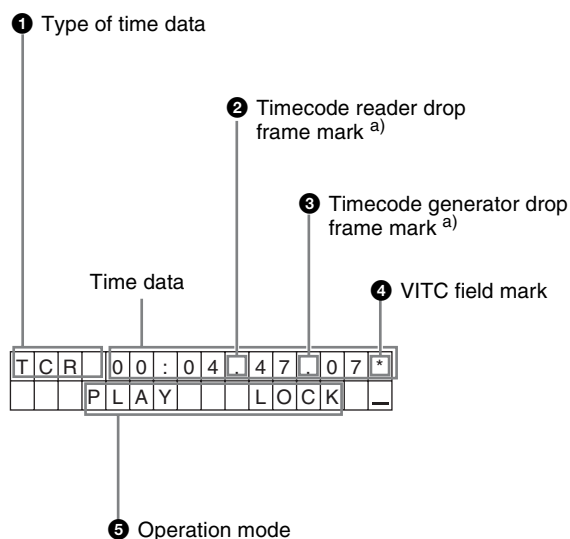 ❶ Type of time data
❷ Timecode reader drop
frame mark a)
❸ Timecode generator drop
frame mark a)
Time data
❹ VITC field mark
TCR 00:04.47.07*
PLAY LOCK _
❺ Operation mode